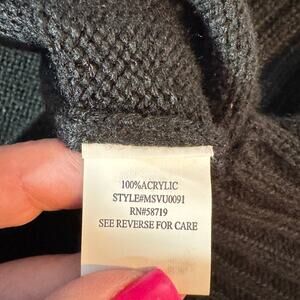 100%ACRYLIC
STYLE#MSVU0091
RN#58719
SEE REVERSE FOR CARE